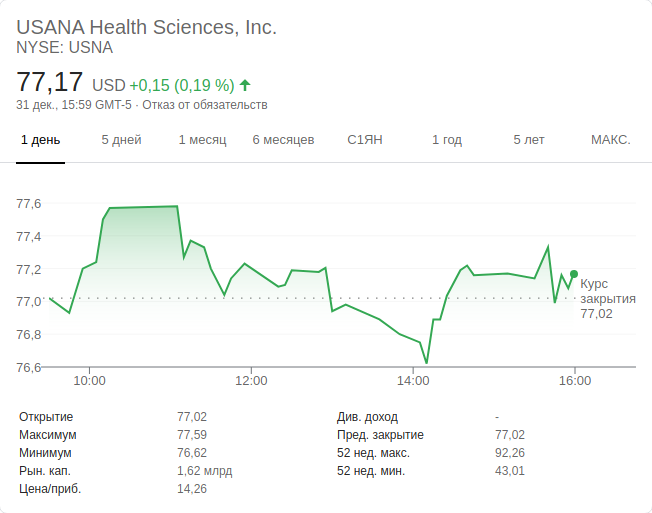 USANA Health Sciences, Inc.
NYSE: USNA
77,17 USD +0,15 (0,19 %)
31 дек., 15:59 GMT-5 · Отказ от обязательств
1 день 5 дней 1 месяц 6 месяцев С1ЯН 1 год 5 лет МАКС.
77,6
77,4
77,2
77,0
76,8
76,6
Курс
закрытия
77,02
10:00 12:00 14:00 16:00
Открытие 77,02 Див. доход -
Максимум 77,59 Пред. закрытие 77,02
Минимум 76,62 52 нед. макс. 92,26
Рын. кап. 1,62 млрд 52 нед. мин. 43,01
Цена/приб. 14,26